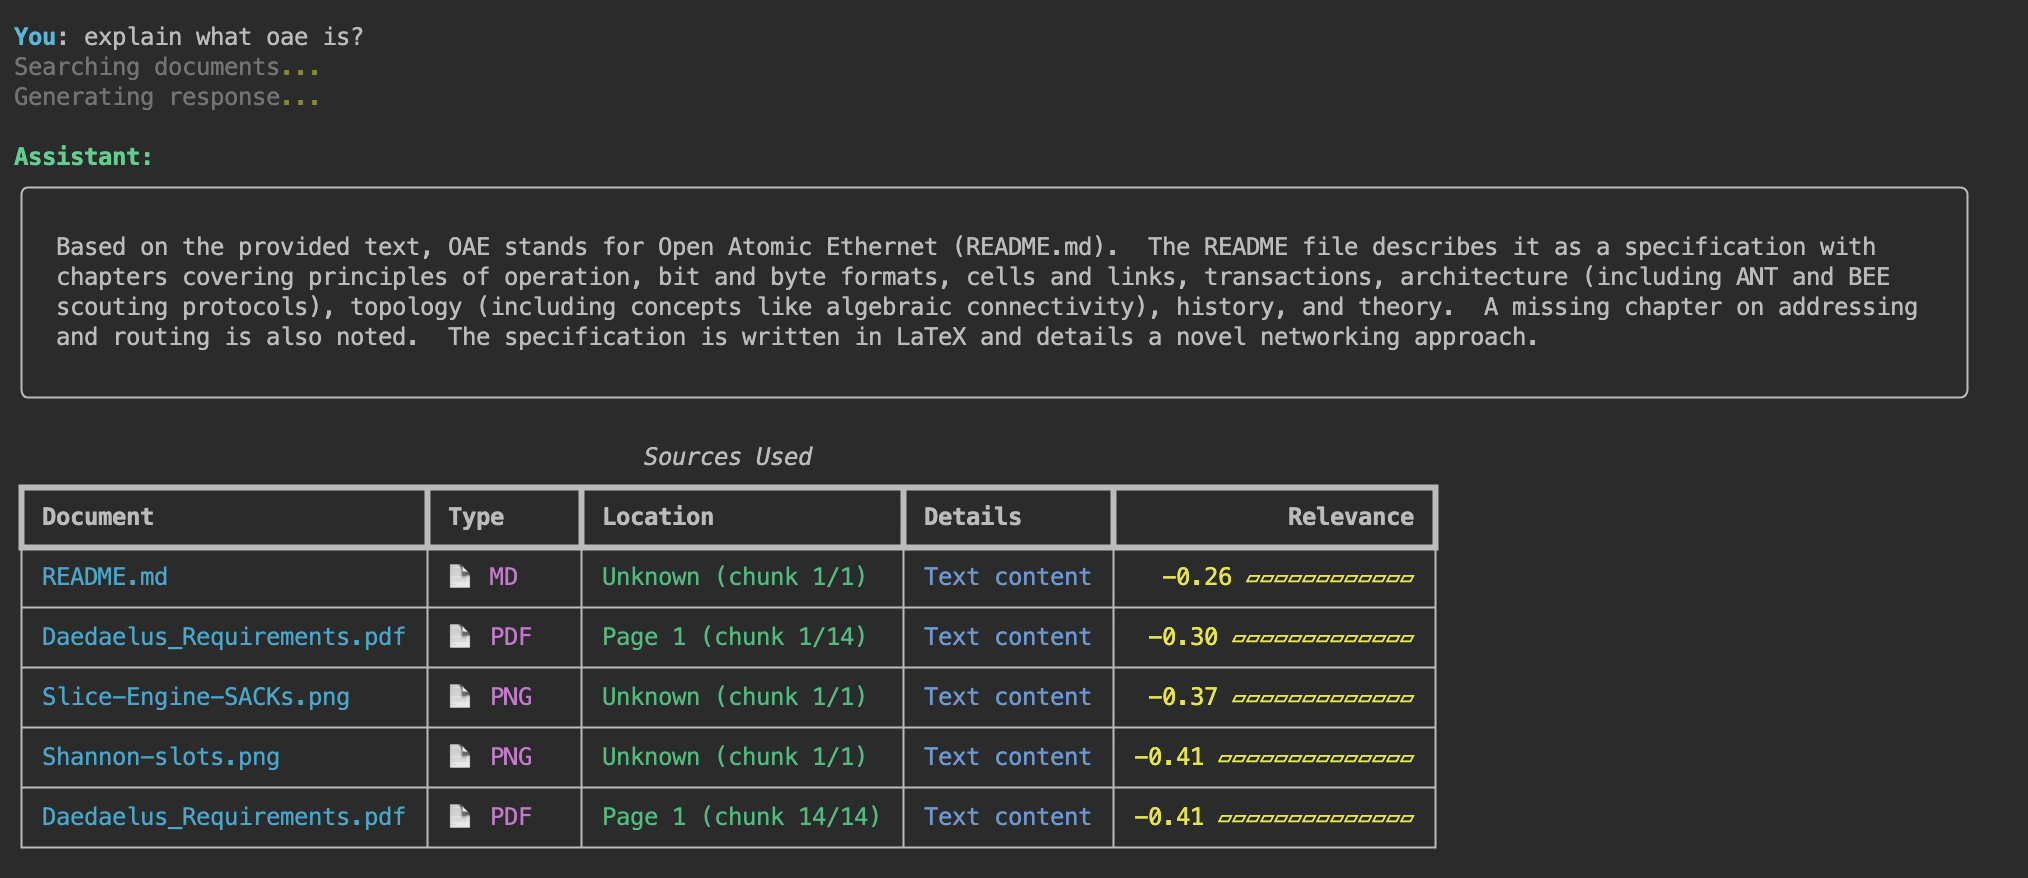 You: explain what oae is?
Searching documents...
Generating response...
Assistant:
Based on the provided text, OAE stands for Open Atomic Ethernet (README.md).  The README file describes it as a specification with
chapters covering principles of operation, bit and byte formats, cells and links, transactions, architecture (including ANT and BEE
scouting protocols), topology (including concepts like algebraic connectivity), history, and theory.  A missing chapter on addressing
and routing is also noted.  The specification is written in LaTeX and details a novel networking approach.
Sources Used
Document Type Location Details Relevance
README.md MD Unknown (chunk 1/1) Text content -0.26 ▱▱▱▱▱▱▱▱▱▱▱▱
Daedaelus_Requirements.pdf PDF Page 1 (chunk 1/14) Text content -0.30 ▱▱▱▱▱▱▱▱▱▱▱▱▱
Slice-Engine-SACKs.png PNG Unknown (chunk 1/1) Text content -0.37 ▱▱▱▱▱▱▱▱▱▱▱▱▱
Shannon-slots.png PNG Unknown (chunk 1/1) Text content -0.41 ▱▱▱▱▱▱▱▱▱▱▱▱▱▱
Daedaelus_Requirements.pdf PDF Page 1 (chunk 14/14) Text content -0.41 ▱▱▱▱▱▱▱▱▱▱▱▱▱▱